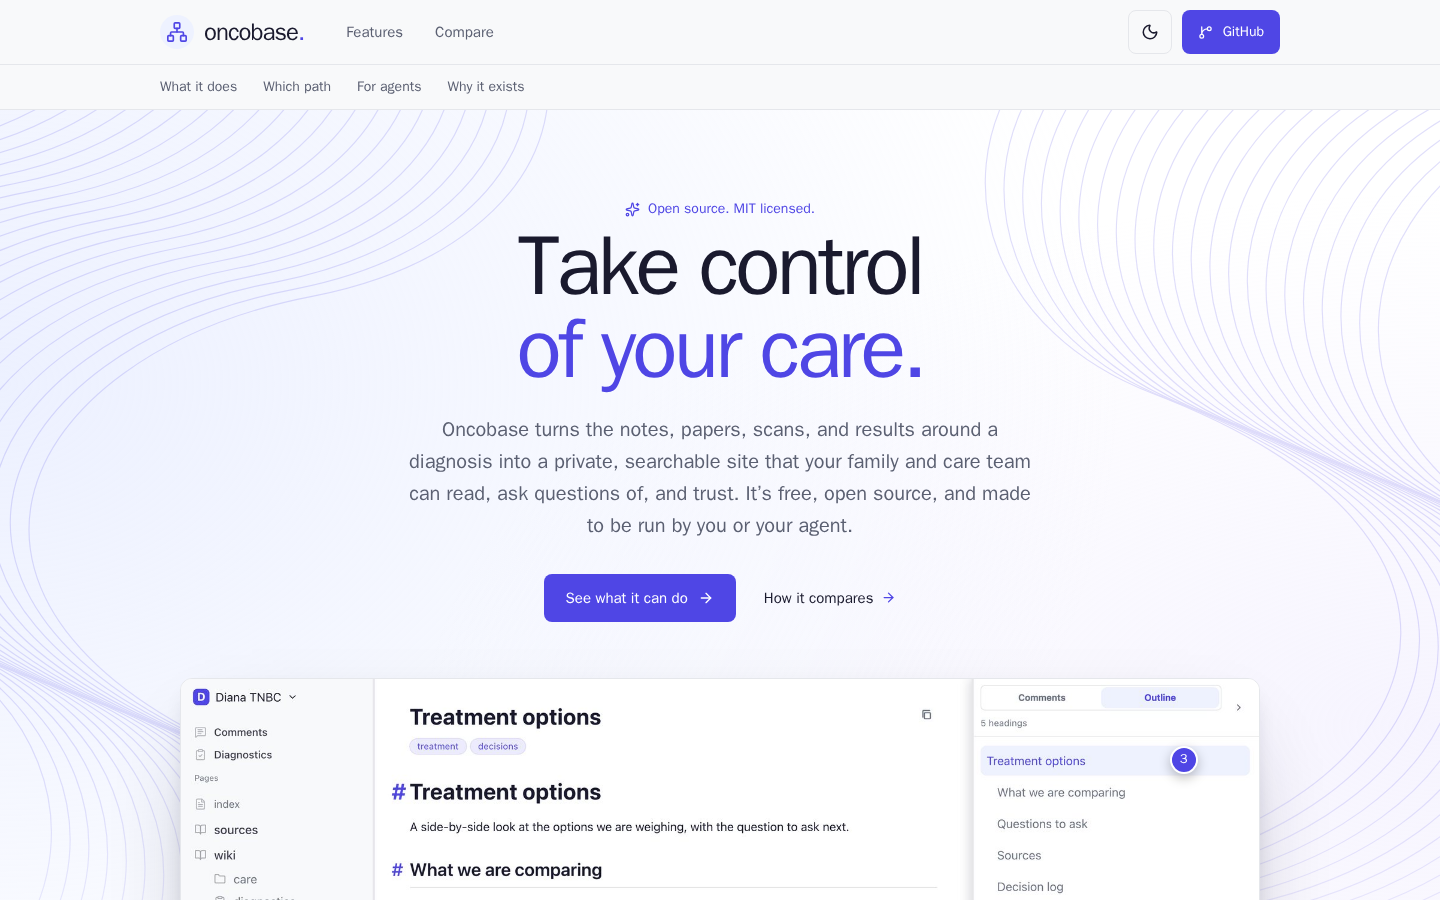 oncobase.
Features
Compare
GitHub
What it does
Which path
For agents
Why it exists
Open source. MIT licensed.
Take control
of your care.
Oncobase turns the notes, papers, scans, and results around a
diagnosis into a private, searchable site that your family and care team
can read, ask questions of, and trust. It’s free, open source, and made
to be run by you or your agent.
See what it can do
How it compares
D Diana TNBC
Comments
Diagnostics
Pages
index
sources
wiki
care
Treatment options
treatment
decisions
# Treatment options
A side-by-side look at the options we are weighing, with the question to ask next.
# What we are comparing
Comments
Outline
5 headings
Treatment options
3
What we are comparing
Questions to ask
Sources
Decision log